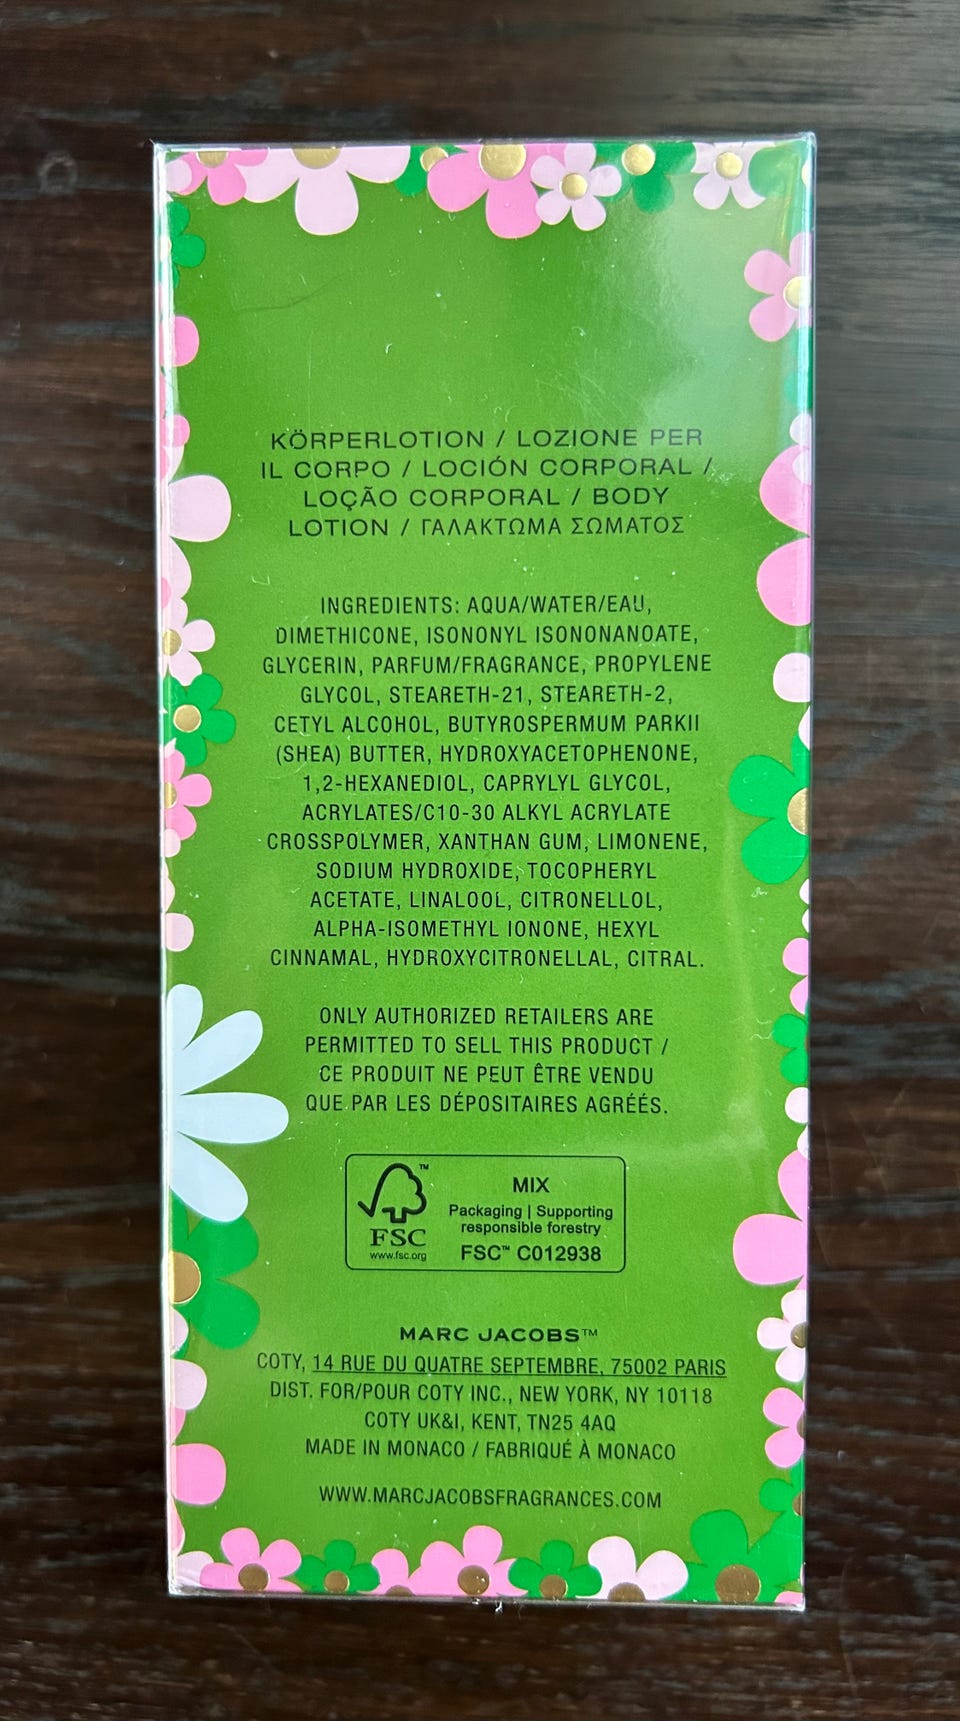 KÖRPERLOTION / LOZIONE PER
IL CORPO / LOCIÓN CORPORAL /
LOÇÃO CORPORAL / BODY
LOTION / ΓΑΛΑΚΤΩΜΑ ΣΩΜΑΤΟΣ
INGREDIENTS: AQUA/WATER/EAU,
DIMETHICONE, ISONONYL ISONONANOATE,
GLYCERIN, PARFUM/FRAGRANCE, PROPYLENE
GLYCOL, STEARETH-21, STEARETH-2,
CETYL ALCOHOL, BUTYROSPERMUM PARKII
(SHEA) BUTTER, HYDROXYACETOPHENONE,
1,2-HEXANEDIOL, CAPRYLYL GLYCOL,
ACRYLATES/C10-30 ALKYL ACRYLATE
CROSSPOLYMER, XANTHAN GUM, LIMONENE,
SODIUM HYDROXIDE, TOCOPHERYL
ACETATE, LINALOOL, CITRONELLOL,
ALPHA-ISOMETHYL IONONE, HEXYL
CINNAMAL, HYDROXYCITRONELLAL, CITRAL.
ONLY AUTHORIZED RETAILERS ARE
PERMITTED TO SELL THIS PRODUCT /
CE PRODUIT NE PEUT ÊTRE VENDU
QUE PAR LES DÉPOSITAIRES AGRÉÉS.
™
FSC
www.fsc.org
MIX
Packaging | Supporting
responsible forestry
FSC™ C012938
MARC JACOBS™
COTY, 14 RUE DU QUATRE SEPTEMBRE, 75002 PARIS
DIST. FOR/POUR COTY INC., NEW YORK, NY 10118
COTY UK&I, KENT, TN25 4AQ
MADE IN MONACO / FABRIQUÉ À MONACO
WWW.MARCJACOBSFRAGRANCES.COM